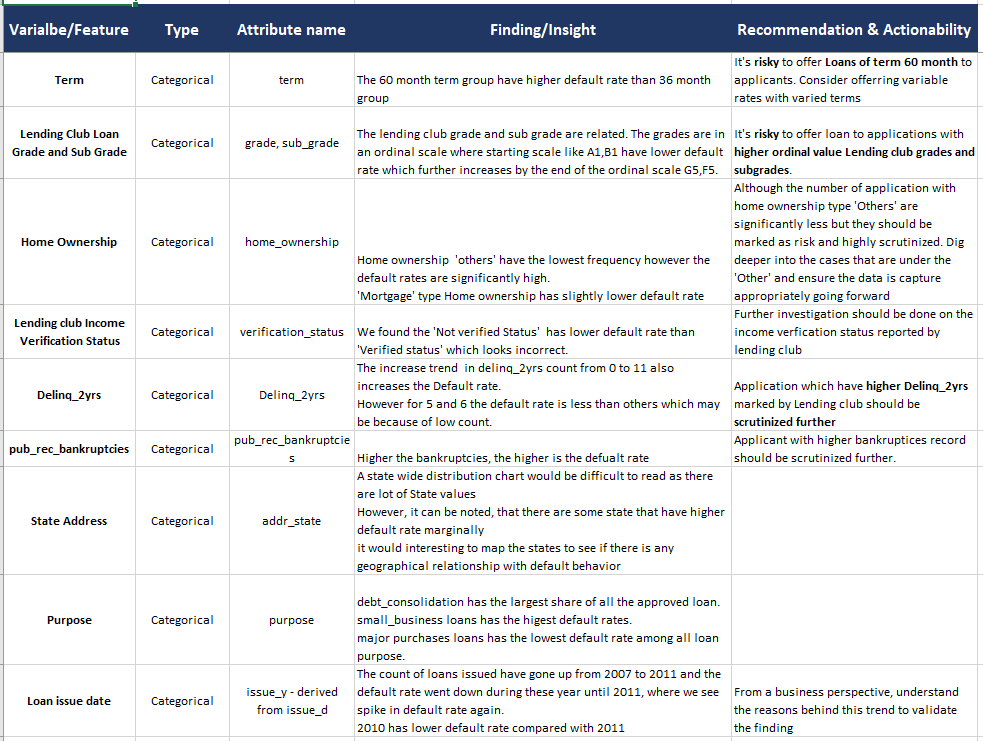 Varialbe/Feature Type Attribute name Finding/Insight Recommendation & Actionability
Term
Categorical
term
The 60 month term group have higher default rate than 36 month
group
It's risky to offer Loans of term 60 month to
applicants. Consider offerring variable
rates with varied terms
Lending Club Loan
Grade and Sub Grade
Categorical
grade, sub_grade
The lending club grade and sub grade are related. The grades are in
an ordinal scale where starting scale like A1,B1 have lower default
rate which further increases by the end of the ordinal scale G5,F5.
It's risky to offer loan to applications with
higher ordinal value Lending club grades and
subgrades.
Home Ownership
Categorical
home_ownership
Home ownership 'others' have the lowest frequency however the
default rates are significantly high.
'Mortgage' type Home ownership has slightly lower default rate
Although the number of application with
home ownership type 'Others' are
significantly less but they should be
marked as risk and highly scrutinized. Dig
deeper into the cases that are under the
'Other' and ensure the data is capture
appropriately going forward
Lending club Income
Verification Status
Categorical
verification_status
We found the 'Not verified Status' has lower default rate than
'Verified status' which looks incorrect.
Further investigation should be done on the
income verfication status reported by
lending club
Delinq_2yrs
Categorical
Delinq_2yrs
The increase trend in delinq_2yrs count from 0 to 11 also
increases the Default rate.
However for 5 and 6 the default rate is less than others which may
be because of low count.
Application which have higher Delinq_2yrs
marked by Lending club should be
scrutinized further
pub_rec_bankruptcies
Categorical
pub_rec_bankruptcie
s
Higher the bankruptcies, the higher is the defualt rate
Applicant with higher bankruptices record
should be scrutinized further.
State Address
Categorical
addr_state
A state wide distribution chart would be difficult to read as there
are lot of State values
However, it can be noted, that there are some state that have higher
default rate marginally
it would interesting to map the states to see if there is any
geographical relationship with default behavior
Purpose
Categorical
purpose
debt_consolidation has the largest share of all the approved loan.
small_business loans has the higest default rates.
major purchases loans has the lowest default rate among all loan
purpose.
Loan issue date
Categorical
issue_y - derived
from issue_d
The count of loans issued have gone up from 2007 to 2011 and the
default rate went down during these year until 2011, where we see
spike in default rate again.
2010 has lower default rate compared with 2011
From a business perspective, understand
the reasons behind this trend to validate
the finding